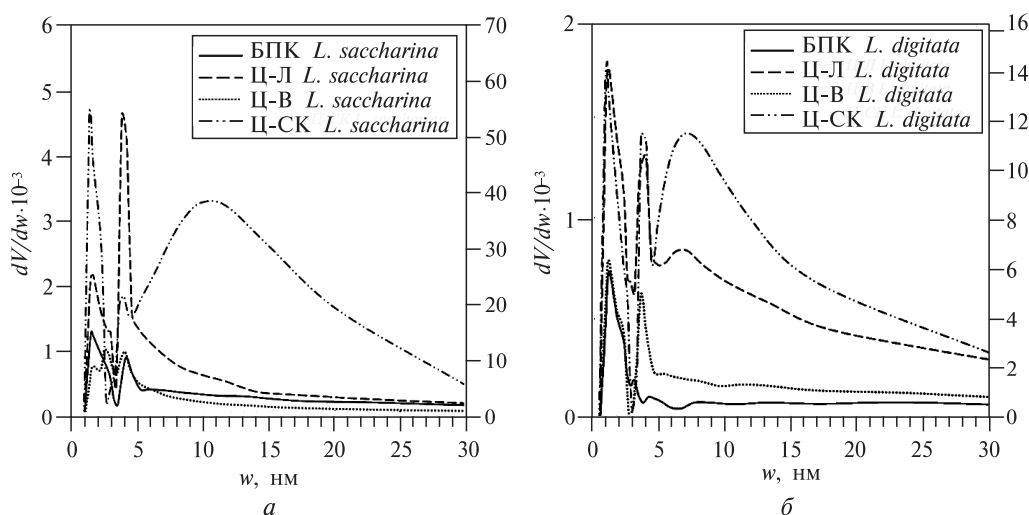 6
5
4
3
2
1
0
dV/dw·10⁻³
70
60
50
40
30
20
10
0
БПК L. saccharina
Ц-Л L. saccharina
Ц-В L. saccharina
Ц-СК L. saccharina
0 5 10 15 20 25 30
w, нм
а
2
1
0
dV/dw·10⁻³
16
14
12
10
8
6
4
2
0
БПК L. digitata
Ц-Л L. digitata
Ц-В L. digitata
Ц-СК L. digitata
0 5 10 15 20 25 30
w, нм
б